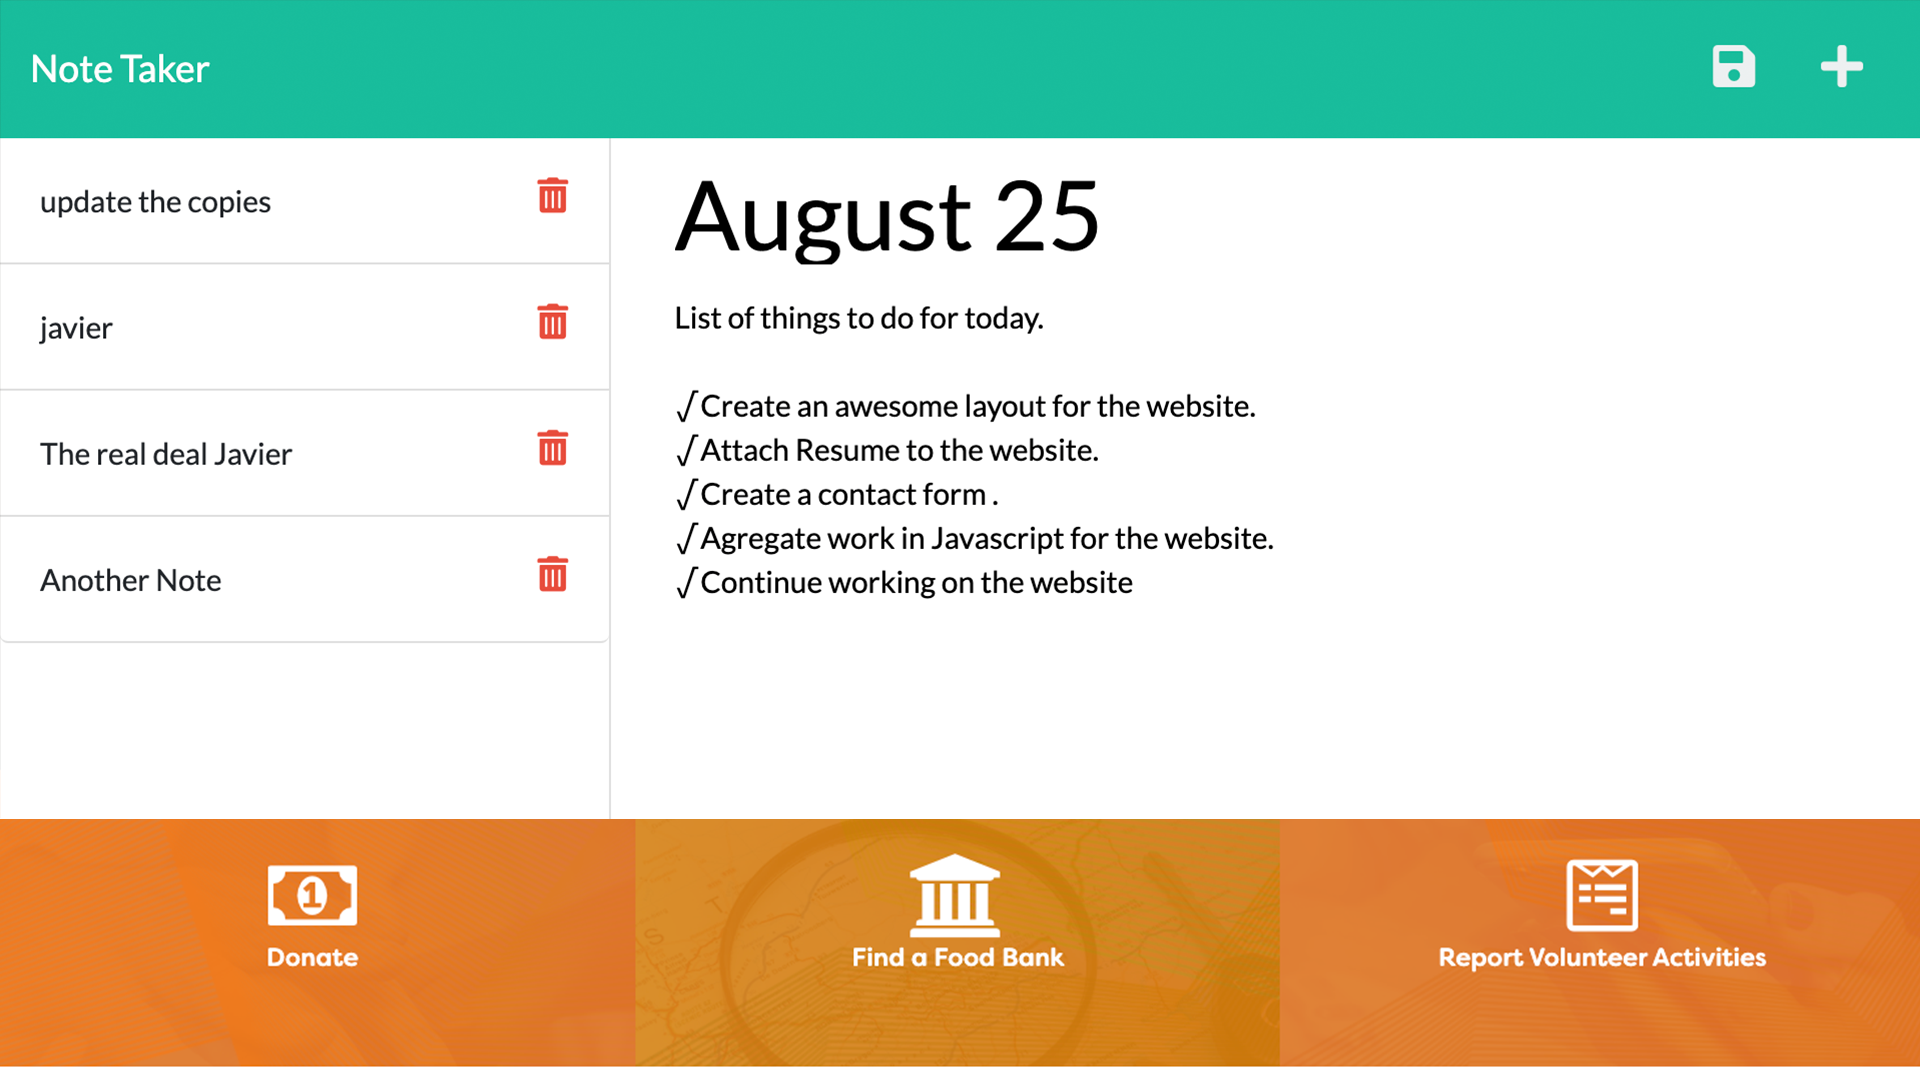 Note Taker
update the copies
javier
The real deal Javier
Another Note
August 25
List of things to do for today.
√Create an awesome layout for the website.
√Attach Resume to the website.
√Create a contact form .
√Agregate work in Javascript for the website.
√Continue working on the website
1
Donate
Find a Food Bank
Report Volunteer Activities